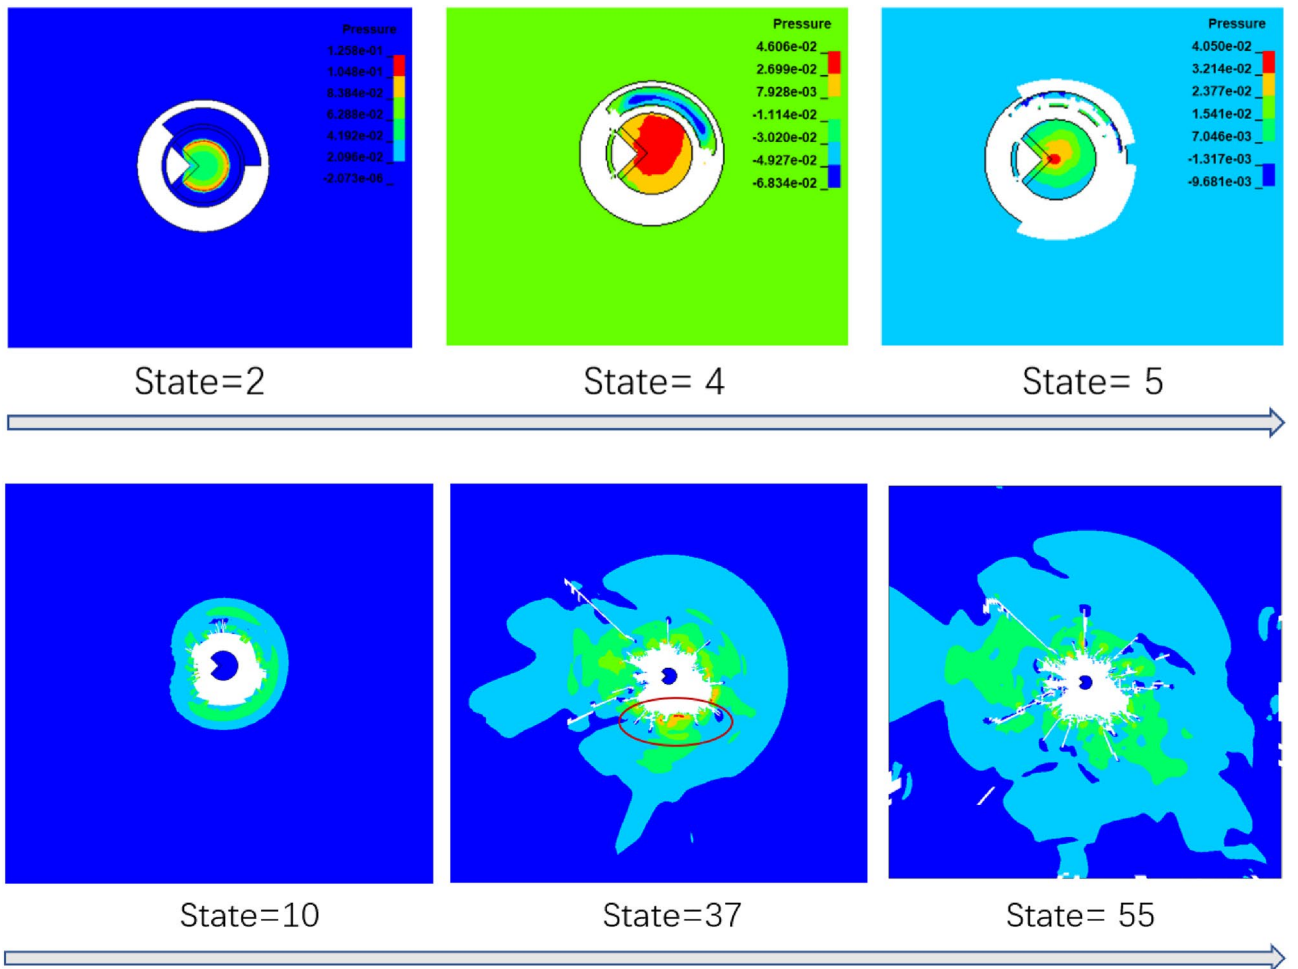 Pressure
1.258e-01
1.048e-01
8.384e-02
6.288e-02
4.192e-02
2.096e-02
-2.073e-06
Pressure
4.606e-02
2.699e-02
7.928e-03
-1.114e-02
-3.020e-02
-4.927e-02
-6.834e-02
Pressure
4.050e-02
3.214e-02
2.377e-02
1.541e-02
7.046e-03
-1.317e-03
-9.681e-03
State=2
State= 4
State= 5
State=10
State=37
State= 55